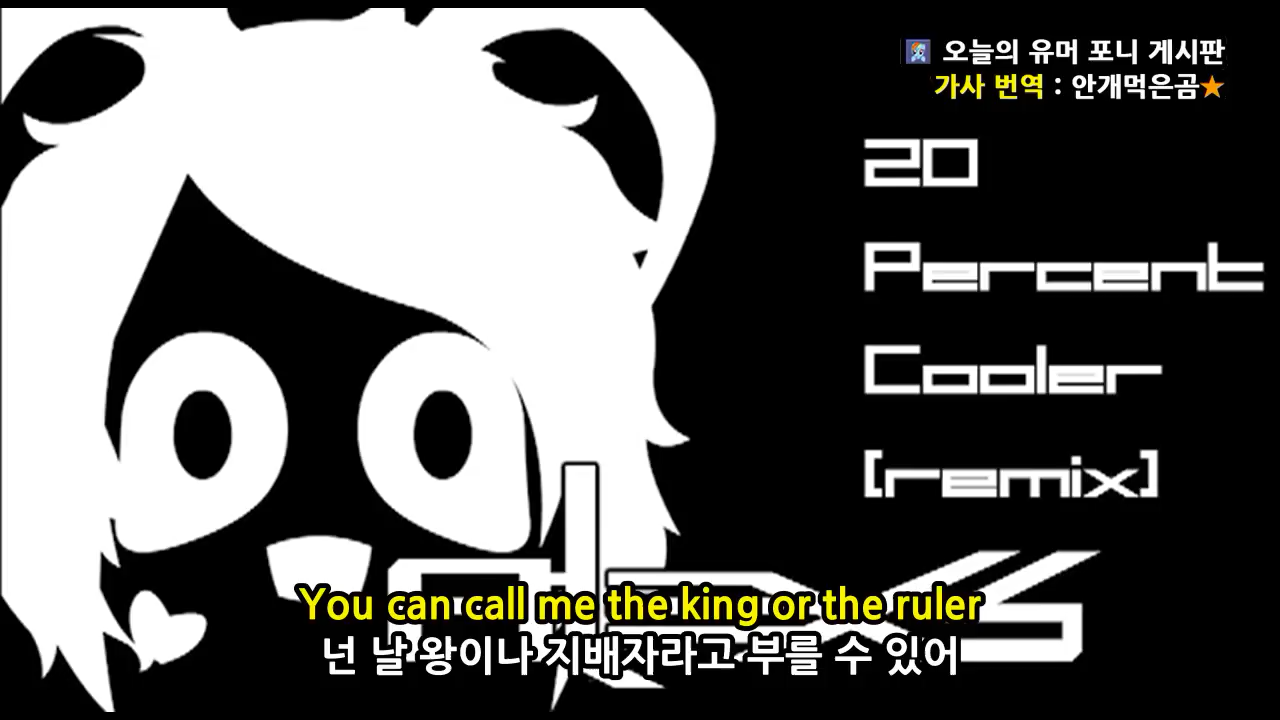 오늘의 유머 포니 게시판
가사 번역 : 안개먹은곰★
20
Percent
Cooler
[remix]
You can call me the king or the ruler
넌 날 왕이나 지배자라고 부를 수 있어